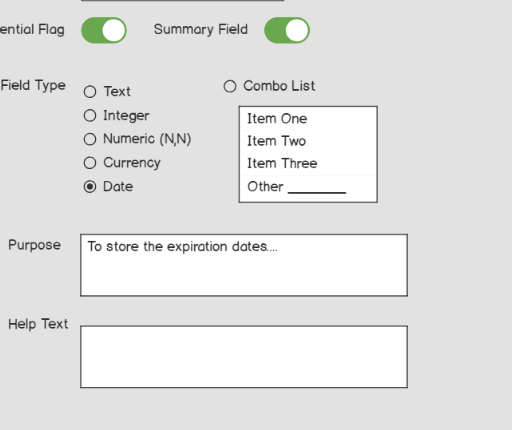 ential Flag Summary Field
Field Type
Text
Integer
Numeric (N,N)
Currency
Date
Combo List
Item One
Item Two
Item Three
Other ________
Purpose
To store the expiration dates....
Help Text